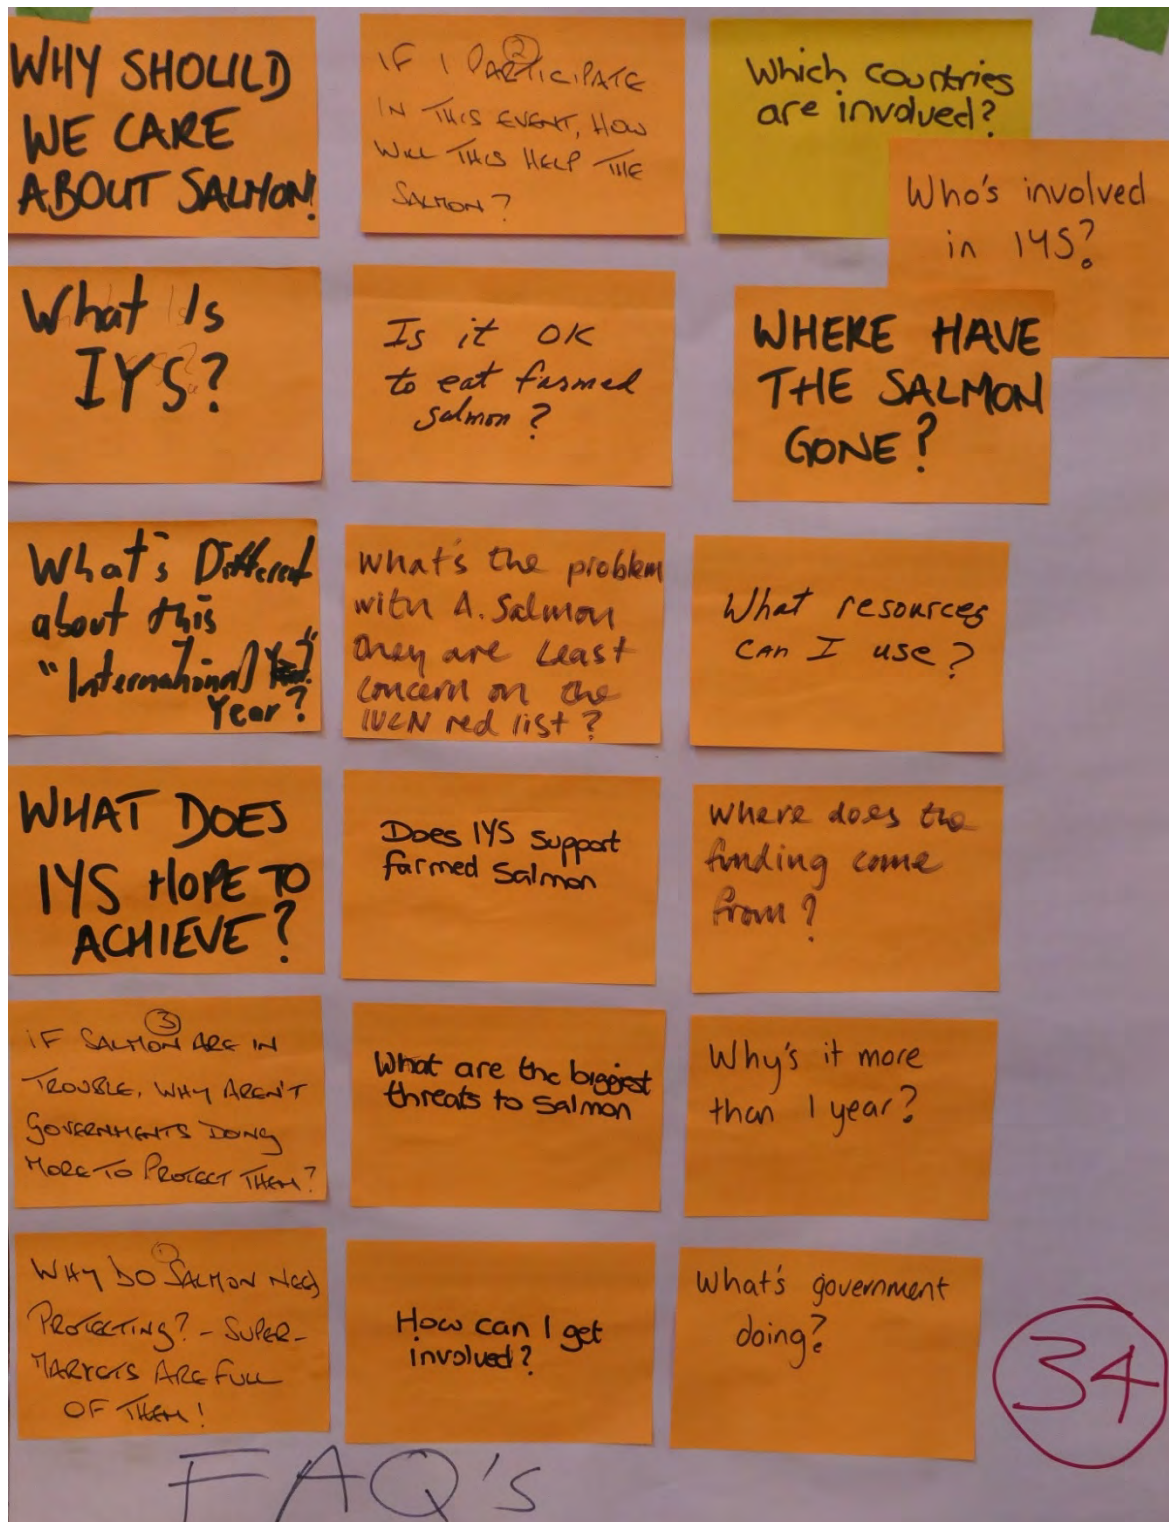 WHY SHOULD
WE CARE
ABOUT SALMON!
2
IF I PARTICIPATE
IN THIS EVENT, HOW
WILL THIS HELP THE
SALMON?
Which countries
are involved?
Who's involved
in IYS?
What Is
IYS?
Is it OK
to eat farmed
salmon?
WHERE HAVE
THE SALMON
GONE?
What's Different
about this
"International
Year?"
What's the problem
with A. Salmon
they are Least
concern on the
IUCN red list?
What resources
can I use?
WHAT DOES
IYS HOPE TO
ACHIEVE?
Does IYS support
farmed Salmon
Where does the
funding come
from?
3
IF SALMON ARE IN
TROUBLE, WHY AREN'T
GOVERNMENTS DOING
MORE TO PROTECT THEM?
What are the biggest
threats to Salmon
Why's it more
than 1 year?
1
WHY DO SALMON NEED
PROTECTING? - SUPER-
MARKETS ARE FULL
OF THEM!
How can I get
involved?
What's government
doing?
34
FAQ's